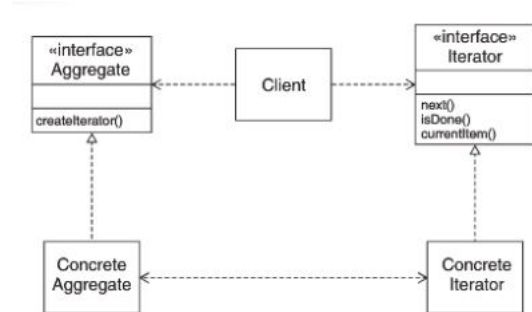 «interface»
Aggregate
createIterator()
Client
«interface»
Iterator
next()
isDone()
currentItem()
Concrete
Aggregate
Concrete
Iterator